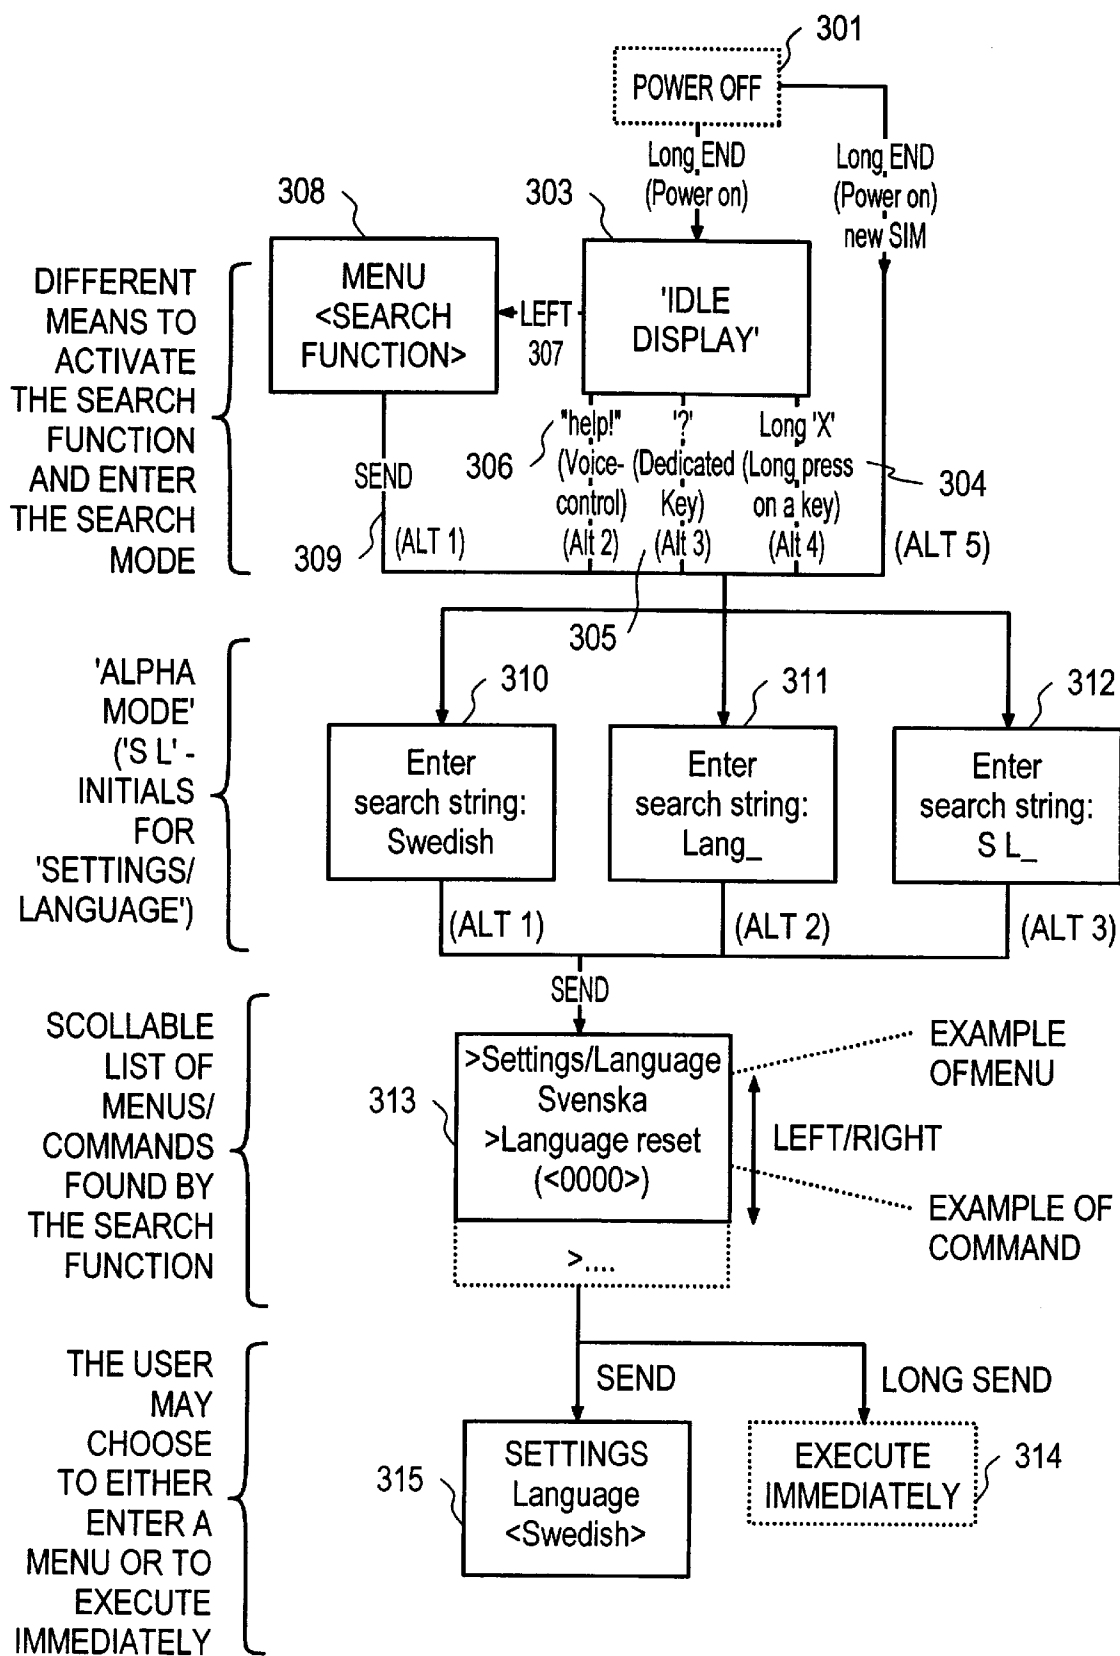 301
POWER OFF
Long END
(Power on)
Long END
(Power on)
new SIM
308
303
MENU
<SEARCH
FUNCTION>
LEFT
307
'IDLE
DISPLAY'
DIFFERENT
MEANS TO
ACTIVATE
THE SEARCH
FUNCTION
AND ENTER
THE SEARCH
MODE
306
"help!"
(Voice-
control)
(Alt 2)
'?'
(Dedicated
Key)
(Alt 3)
Long 'X'
(Long press
on a key)
(Alt 4)
304
SEND
309
(ALT 1)
(ALT 5)
305
'ALPHA
MODE'
('S L' -
INITIALS
FOR
'SETTINGS/
LANGUAGE')
310
Enter
search string:
Swedish
(ALT 1)
311
Enter
search string:
Lang_
(ALT 2)
312
Enter
search string:
S L_
(ALT 3)
SEND
SCOLLABLE
LIST OF
MENUS/
COMMANDS
FOUND BY
THE SEARCH
FUNCTION
313
>Settings/Language
Svenska
>Language reset
(<0000>)
>....
EXAMPLE
OFMENU
LEFT/RIGHT
EXAMPLE OF
COMMAND
THE USER
MAY
CHOOSE
TO EITHER
ENTER A
MENU OR TO
EXECUTE
IMMEDIATELY
SEND
LONG SEND
315
SETTINGS
Language
<Swedish>
EXECUTE
IMMEDIATELY
314